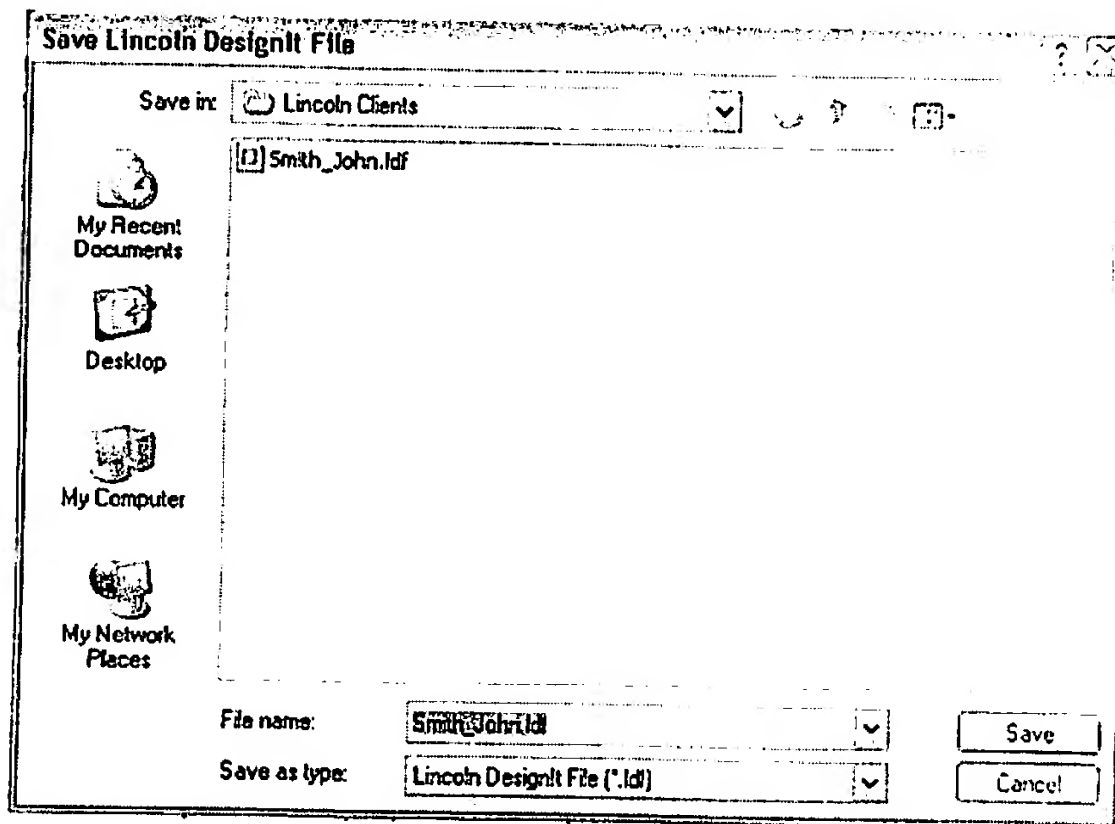 Save Lincoln DesignIt File
Save in: Lincoln Clients
Smith_John.ldf
My Recent
Documents
Desktop
My Computer
My Network
Places
File name: Smith_John.ldf
Save
Save as type: Lincoln DesignIt File (*.ldf)
Cancel